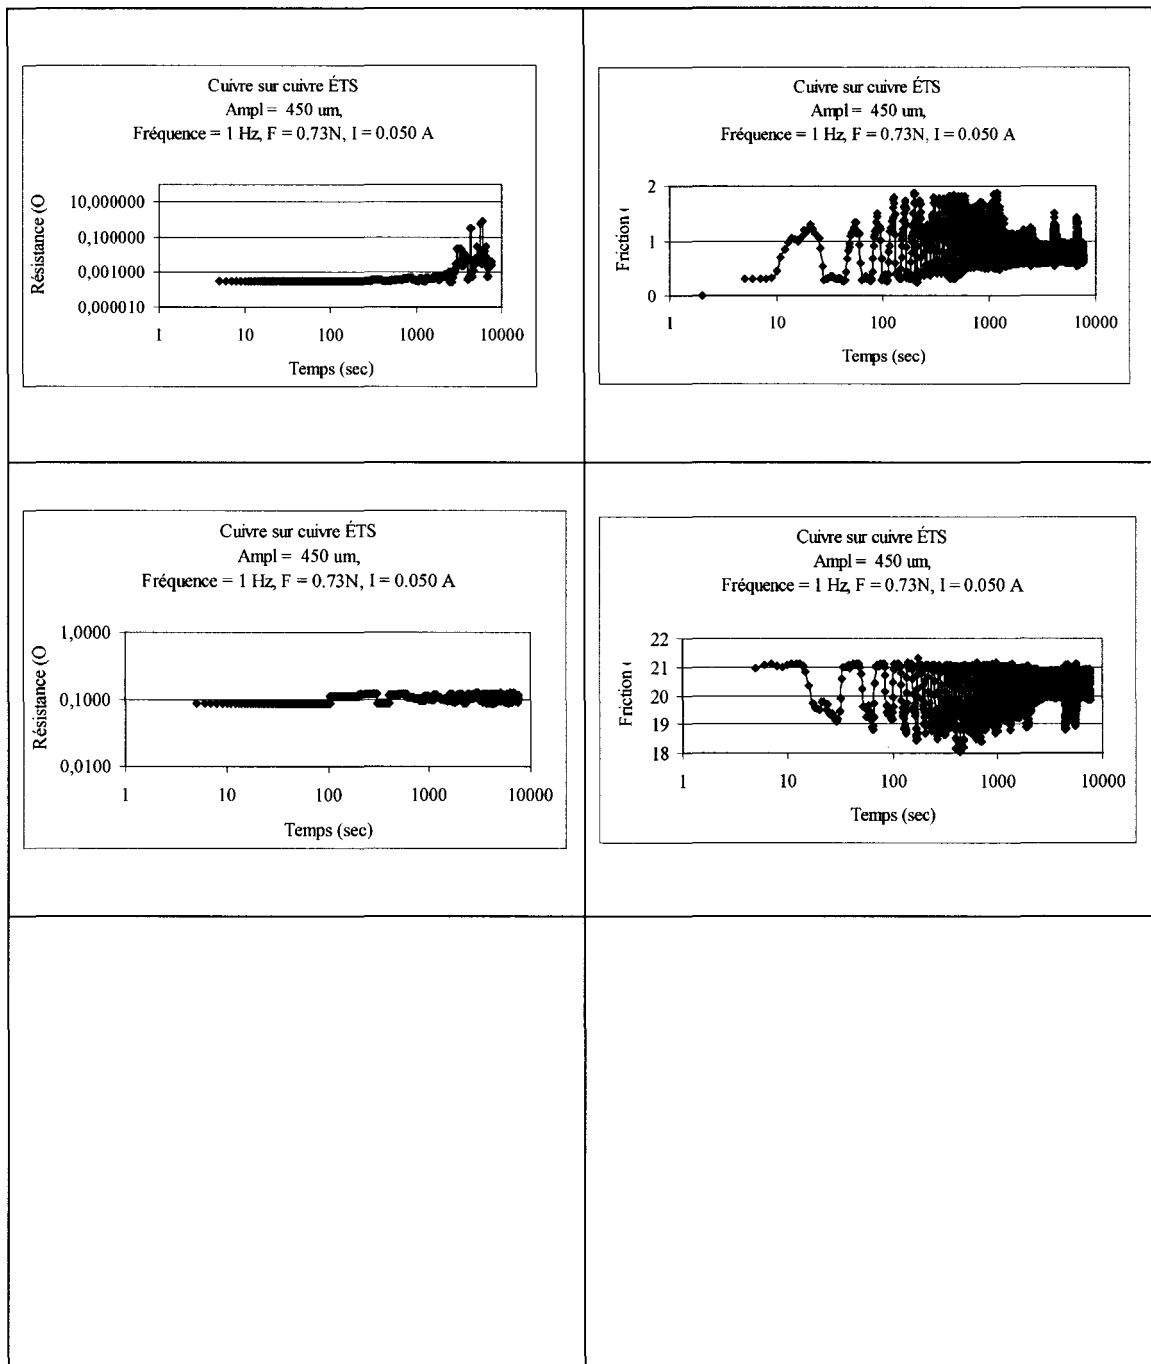 Cuivre sur cuivre ÉTS
Ampl = 450 um,
Fréquence = 1 Hz, F = 0.73N, I = 0.050 A
Résistance (O
10,000000
0,100000
0,001000
0,000010
1 10 100 1000 10000
Temps (sec)
Cuivre sur cuivre ÉTS
Ampl = 450 um,
Fréquence = 1 Hz, F = 0.73N, I = 0.050 A
Friction (
2
1
0
1 10 100 1000 10000
Temps (sec)
Cuivre sur cuivre ÉTS
Ampl = 450 um,
Fréquence = 1 Hz, F = 0.73N, I = 0.050 A
Résistance (O
1,0000
0,1000
0,0100
1 10 100 1000 10000
Temps (sec)
Cuivre sur cuivre ÉTS
Ampl = 450 um,
Fréquence = 1 Hz, F = 0.73N, I = 0.050 A
Friction (
22
21
20
19
18
1 10 100 1000 10000
Temps (sec)